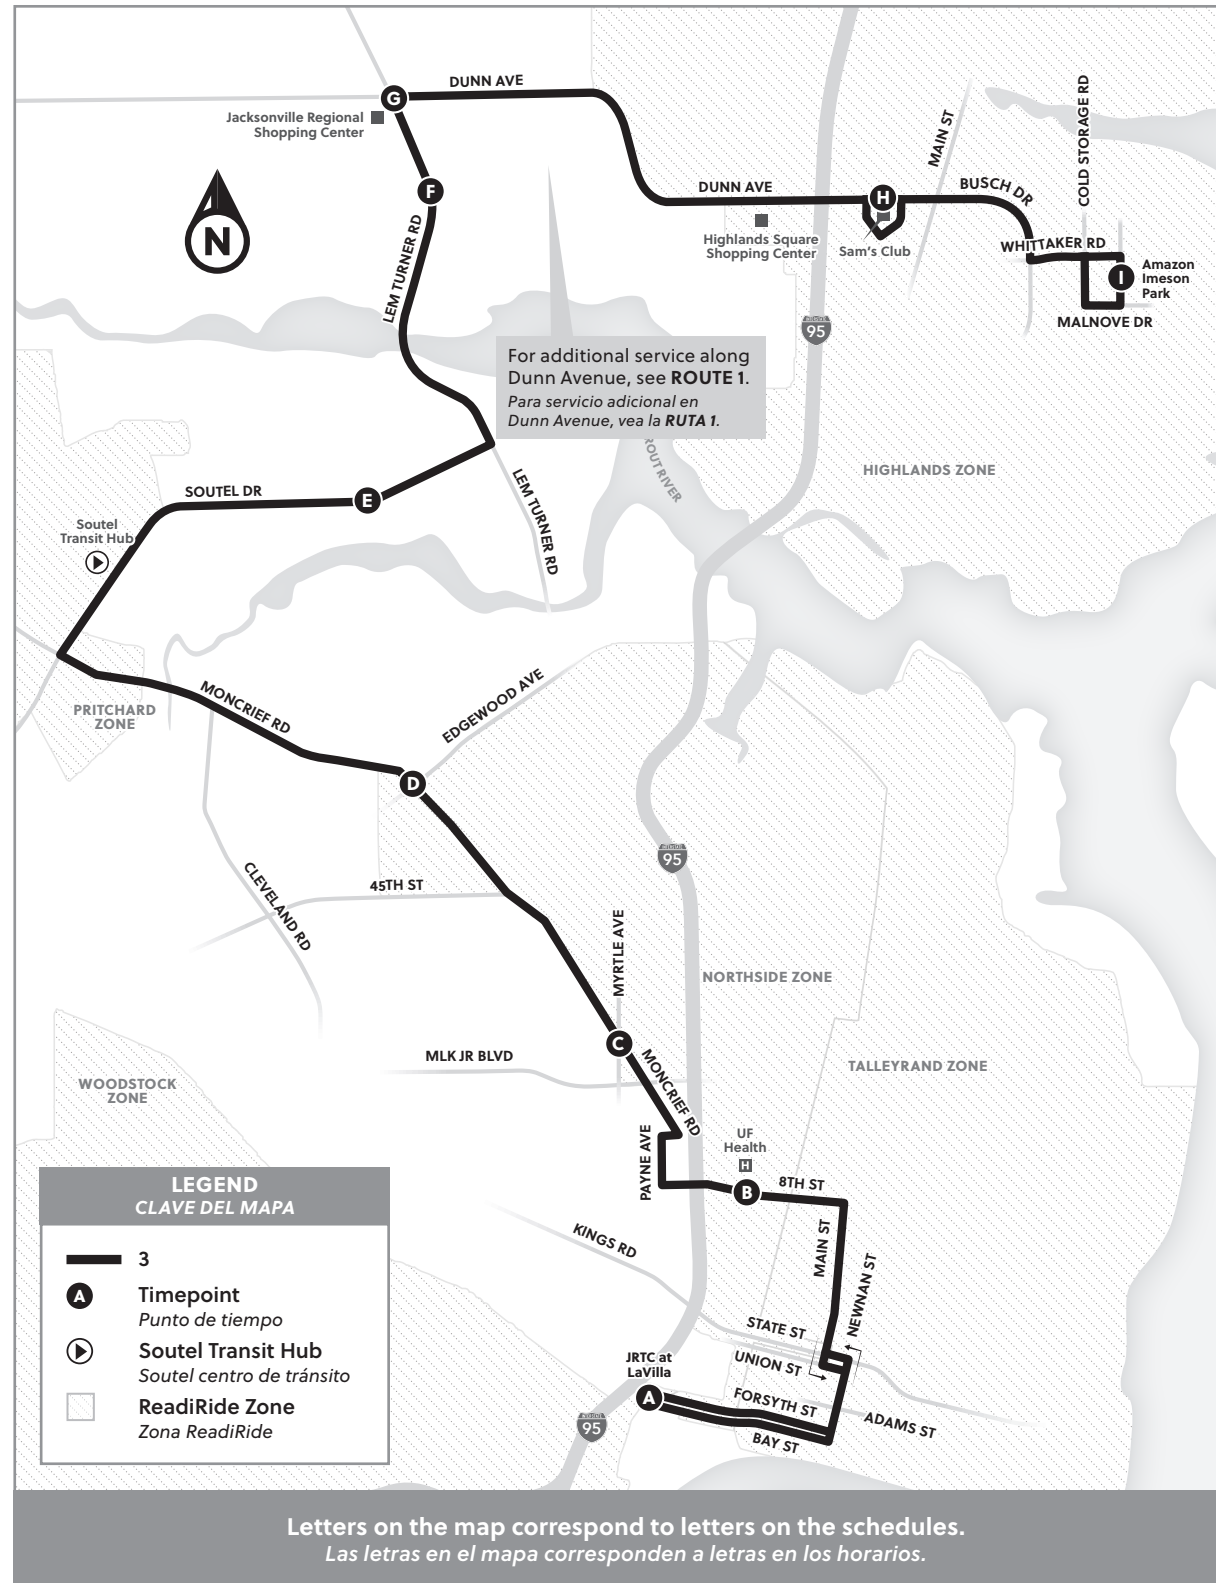 DUNN AVE
G
Jacksonville Regional
Shopping Center
MAIN ST
COLD STORAGE RD
F
N
DUNN AVE
H
BUSCH DR
LEM TURNER RD
Highlands Square
Shopping Center
Sam's Club
WHITTAKER RD
I
Amazon
Imeson
Park
MALNOVE DR
95
For additional service along
Dunn Avenue, see ROUTE 1.
Para servicio adicional en
Dunn Avenue, vea la RUTA 1.
ROUT RIVER
HIGHLANDS ZONE
SOUTEL DR
E
LEM TURNER RD
Soutel
Transit Hub
PRITCHARD
ZONE
MONCRIEF RD
EDGEWOOD AVE
D
95
CLEVELAND RD
45TH ST
MYRTLE AVE
NORTHSIDE ZONE
C
MLK JR BLVD
MONCRIEF RD
TALLEYRAND ZONE
WOODSTOCK
ZONE
PAYNE AVE
UF
Health
H
B
8TH ST
KINGS RD
MAIN ST
NEWNAN ST
STATE ST
UNION ST
JRTC at
LaVilla
A
FORSYTH ST
ADAMS ST
BAY ST
95
LEGEND
CLAVE DEL MAPA
3
A
Timepoint
Punto de tiempo
Soutel Transit Hub
Soutel centro de tránsito
ReadiRide Zone
Zona ReadiRide
Letters on the map correspond to letters on the schedules.
Las letras en el mapa corresponden a letras en los horarios.